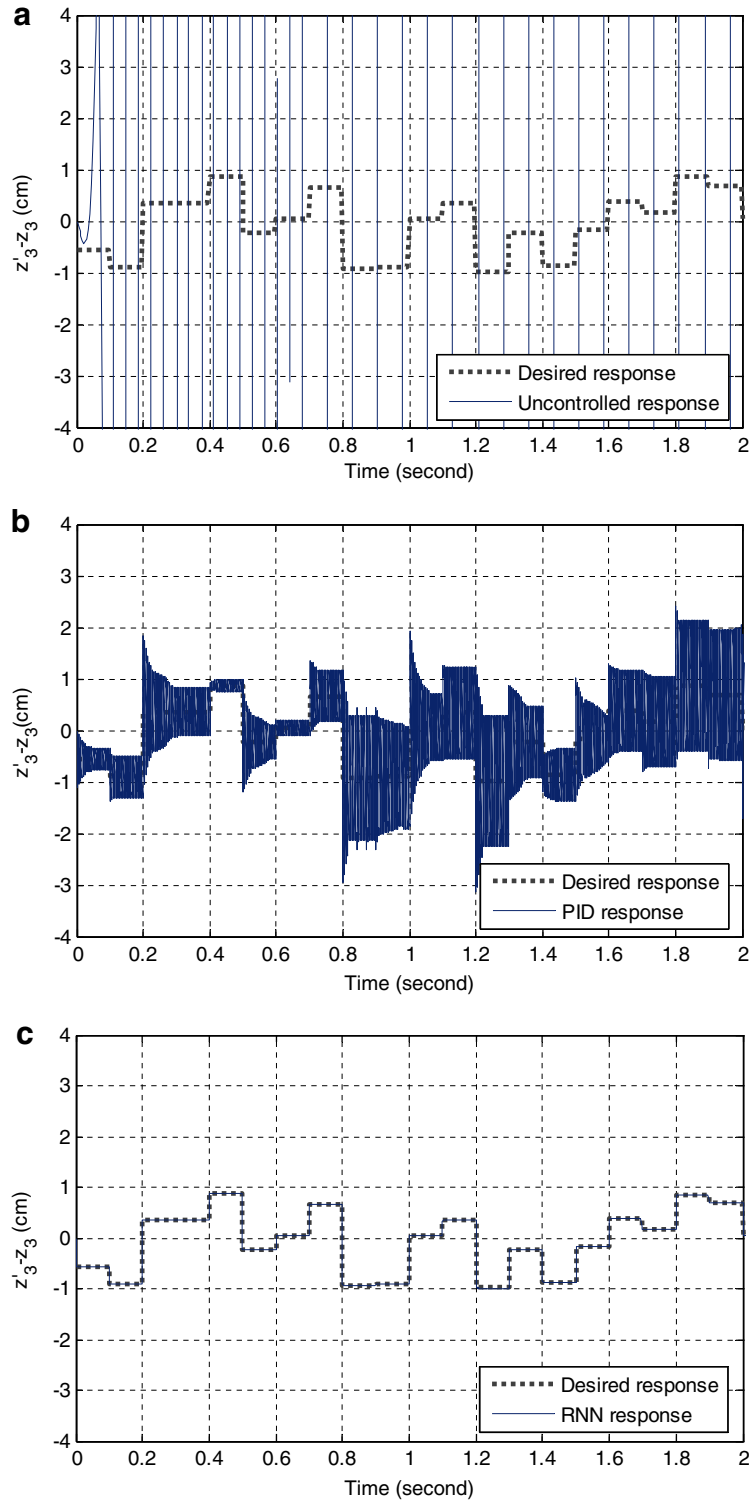 a
4
3
2
1
0
-1
-2
-3
-4
z'3-z3 (cm)
Desired response
Uncontrolled response
0 0.2 0.4 0.6 0.8 1 1.2 1.4 1.6 1.8 2
Time (second)
b
4
3
2
1
0
-1
-2
-3
-4
z'3-z3(cm)
Desired response
PID response
0 0.2 0.4 0.6 0.8 1 1.2 1.4 1.6 1.8 2
Time (second)
c
4
3
2
1
0
-1
-2
-3
-4
z'3-z3 (cm)
Desired response
RNN response
0 0.2 0.4 0.6 0.8 1 1.2 1.4 1.6 1.8 2
Time (second)